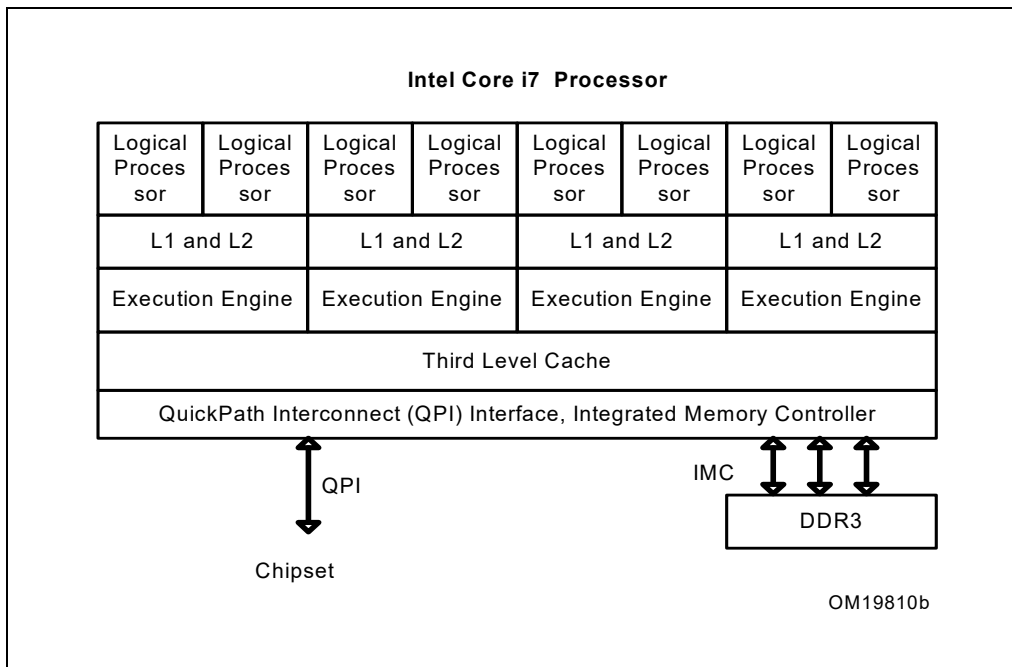 Intel Core i7 Processor
Logical Logical Logical Logical Logical Logical Logical Logical
Proces Proces Proces Proces Proces Proces Proces Proces
sor sor sor sor sor sor sor sor
L1 and L2 L1 and L2 L1 and L2 L1 and L2
Execution Engine Execution Engine Execution Engine Execution Engine
Third Level Cache
QuickPath Interconnect (QPI) Interface, Integrated Memory Controller
QPI
IMC
DDR3
Chipset
OM19810b